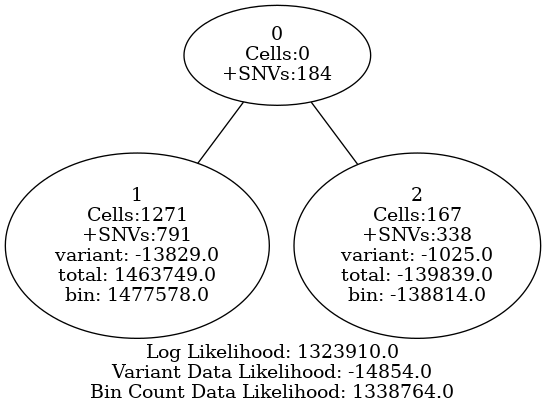 0
Cells:0
+SNVs:184
1
Cells:1271
+SNVs:791
variant: -13829.0
total: 1463749.0
bin: 1477578.0
2
Cells:167
+SNVs:338
variant: -1025.0
total: -139839.0
bin: -138814.0
Log Likelihood: 1323910.0
Variant Data Likelihood: -14854.0
Bin Count Data Likelihood: 1338764.0